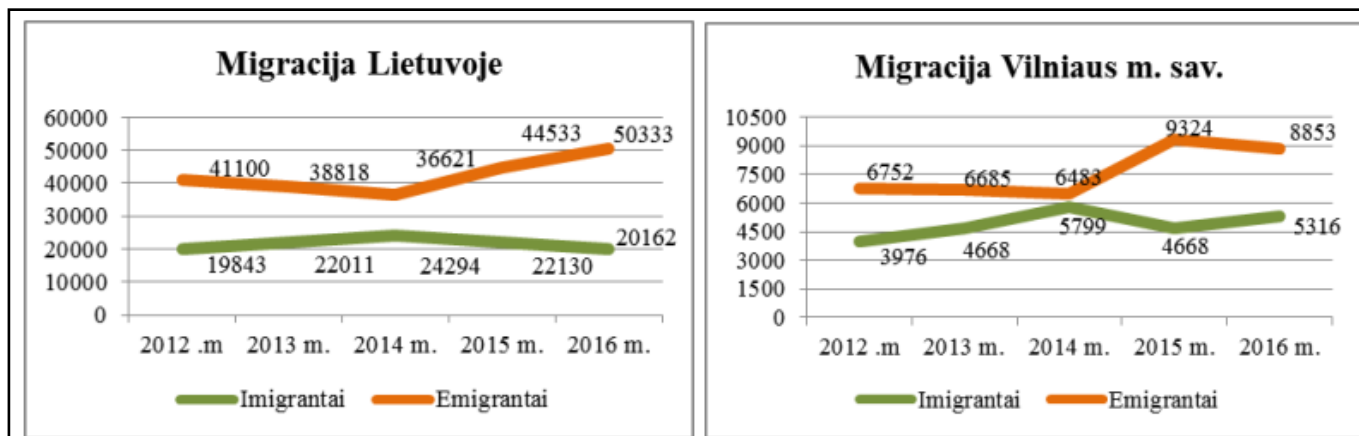 Migracija Lietuvoje
60000
50000
40000
30000
20000
10000
0
41100
38818
36621
44533
50333
19843
22011
24294
22130
20162
2012 .m
2013 m.
2014 m.
2015 m.
2016 m.
Imigrantai
Emigrantai
Migracija Vilniaus m. sav.
10500
9000
7500
6000
4500
3000
1500
0
6752
6685
6483
9324
8853
3976
4668
5799
4668
5316
2012 .m
2013 m.
2014 m.
2015 m.
2016 m.
Imigrantai
Emigrantai